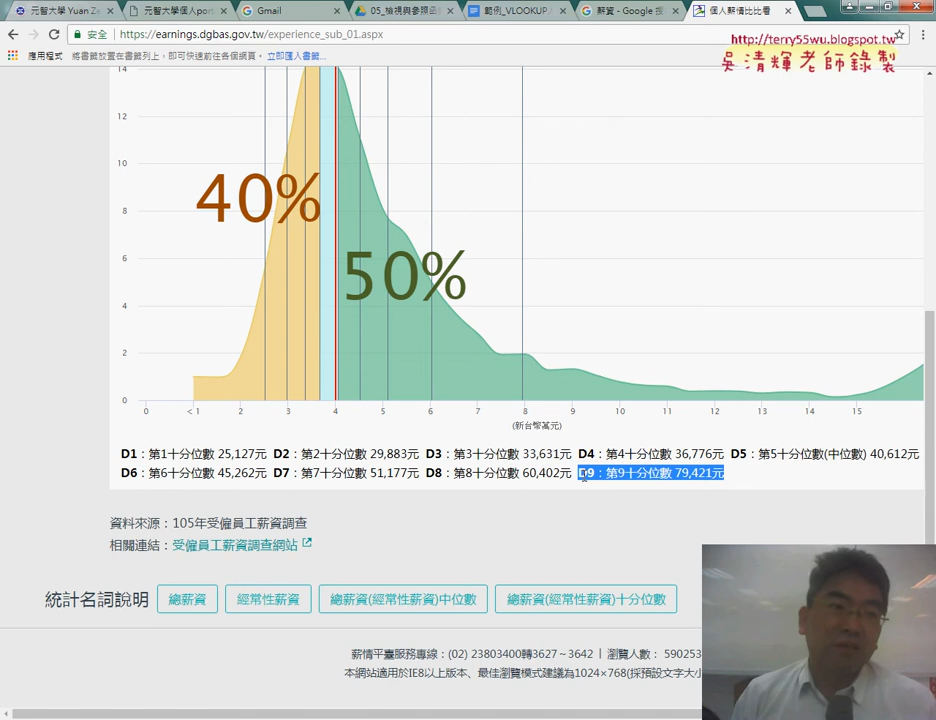 元智大學 Yuan Z
元智大學個人port
Gmail
05_檢視與參照函
範例_VLOOKUP
薪資 - Google 搜
個人薪情比比看
安全 | https://earnings.dgbas.gov.tw/experience_sub_01.aspx
http://terry55wu.blogspot.tw
應用程式 將書籤放置在書籤列上，即可快速前往各個網頁。 立即匯入書籤...
吳清輝老師錄製
14
12
10
8
6
4
2
0
40%
50%
0 < 1 2 3 4 5 6 7 8 9 10 11 12 13 14 15
(新台幣萬元)
D1：第1十分位數 25,127元 D2：第2十分位數 29,883元 D3：第3十分位數 33,631元 D4：第4十分位數 36,776元 D5：第5十分位數(中位數) 40,612元
D6：第6十分位數 45,262元 D7：第7十分位數 51,177元 D8：第8十分位數 60,402元 D9：第9十分位數 79,421元
資料來源：105年受僱員工薪資調查
相關連結：受僱員工薪資調查網站
統計名詞說明 總薪資 經常性薪資 總薪資(經常性薪資)中位數 總薪資(經常性薪資)十分位數
薪情平臺服務專線：(02) 23803400轉3627～3642 | 瀏覽人數： 590253
本網站適用於IE8以上版本、最佳瀏覽模式建議為1024×768(採預設文字大小